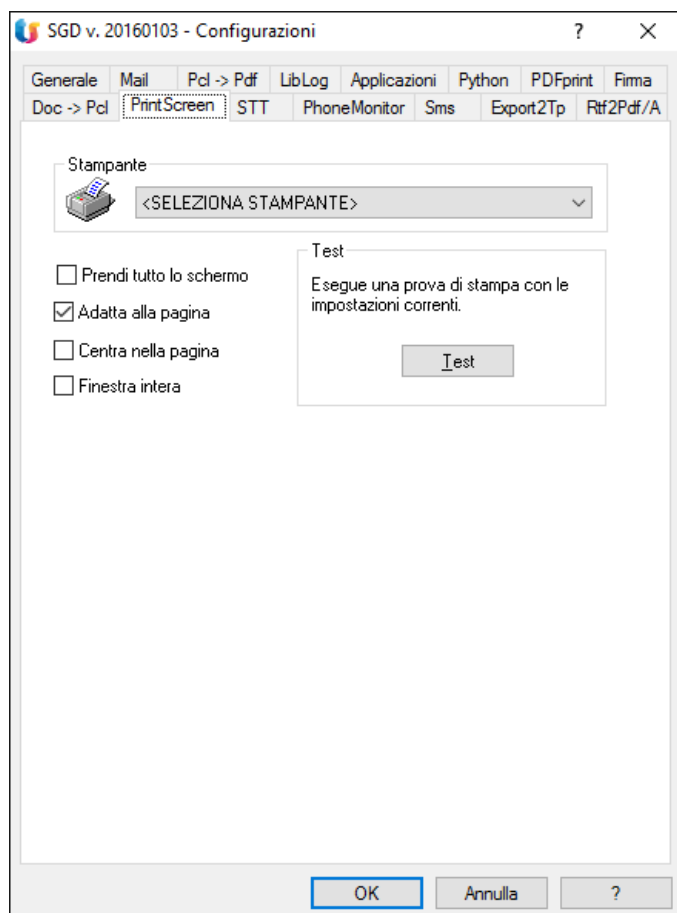 SGD v. 20160103 - Configurazioni ?
Generale Mail Pcl -> Pdf LibLog Applicazioni Python PDFprint Firma
Doc -> Pcl PrintScreen STT PhoneMonitor Sms Export2Tp Rtf2Pdf/A
Stampante
<SELEZIONA STAMPANTE>
Prendi tutto lo schermo
Adatta alla pagina
Centra nella pagina
Finestra intera
Test
Esegue una prova di stampa con le
impostazioni correnti.
Test
OK Annulla ?